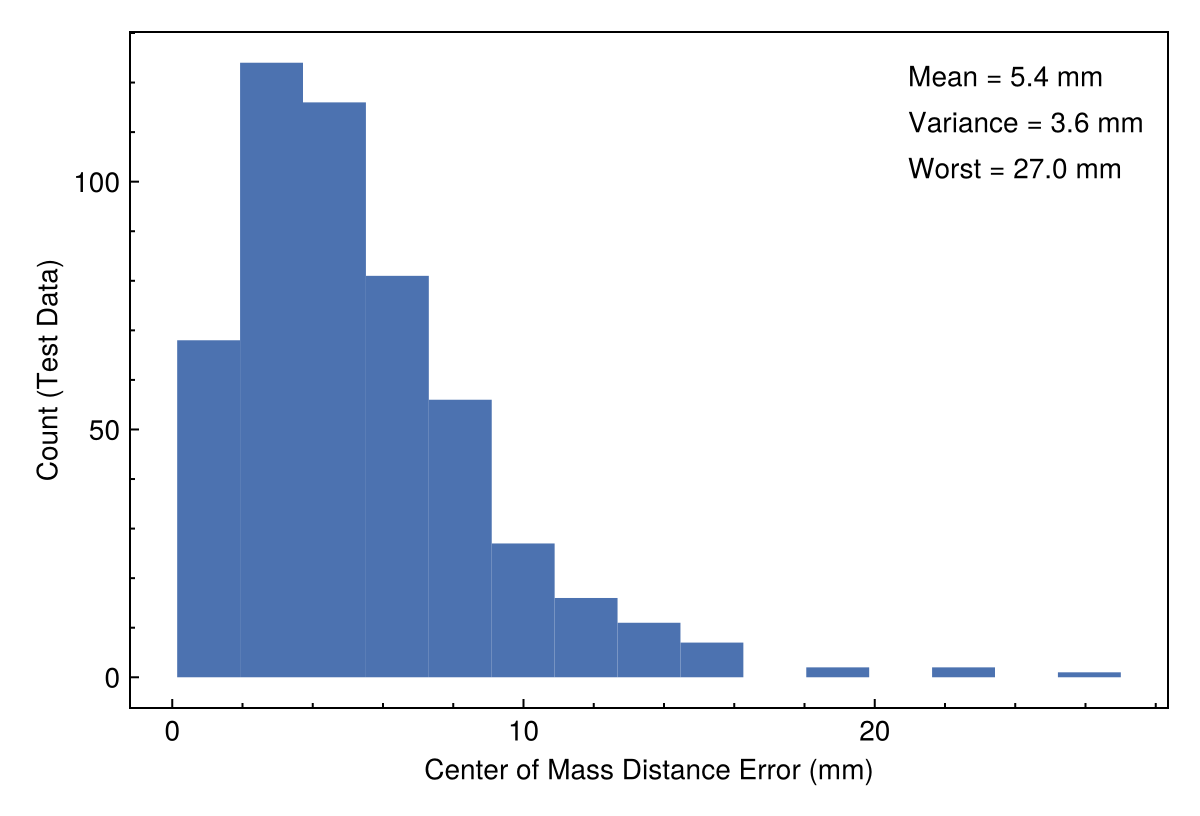 Mean = 5.4 mm
Variance = 3.6 mm
Worst = 27.0 mm
100
50
0
Count (Test Data)
0 10 20
Center of Mass Distance Error (mm)